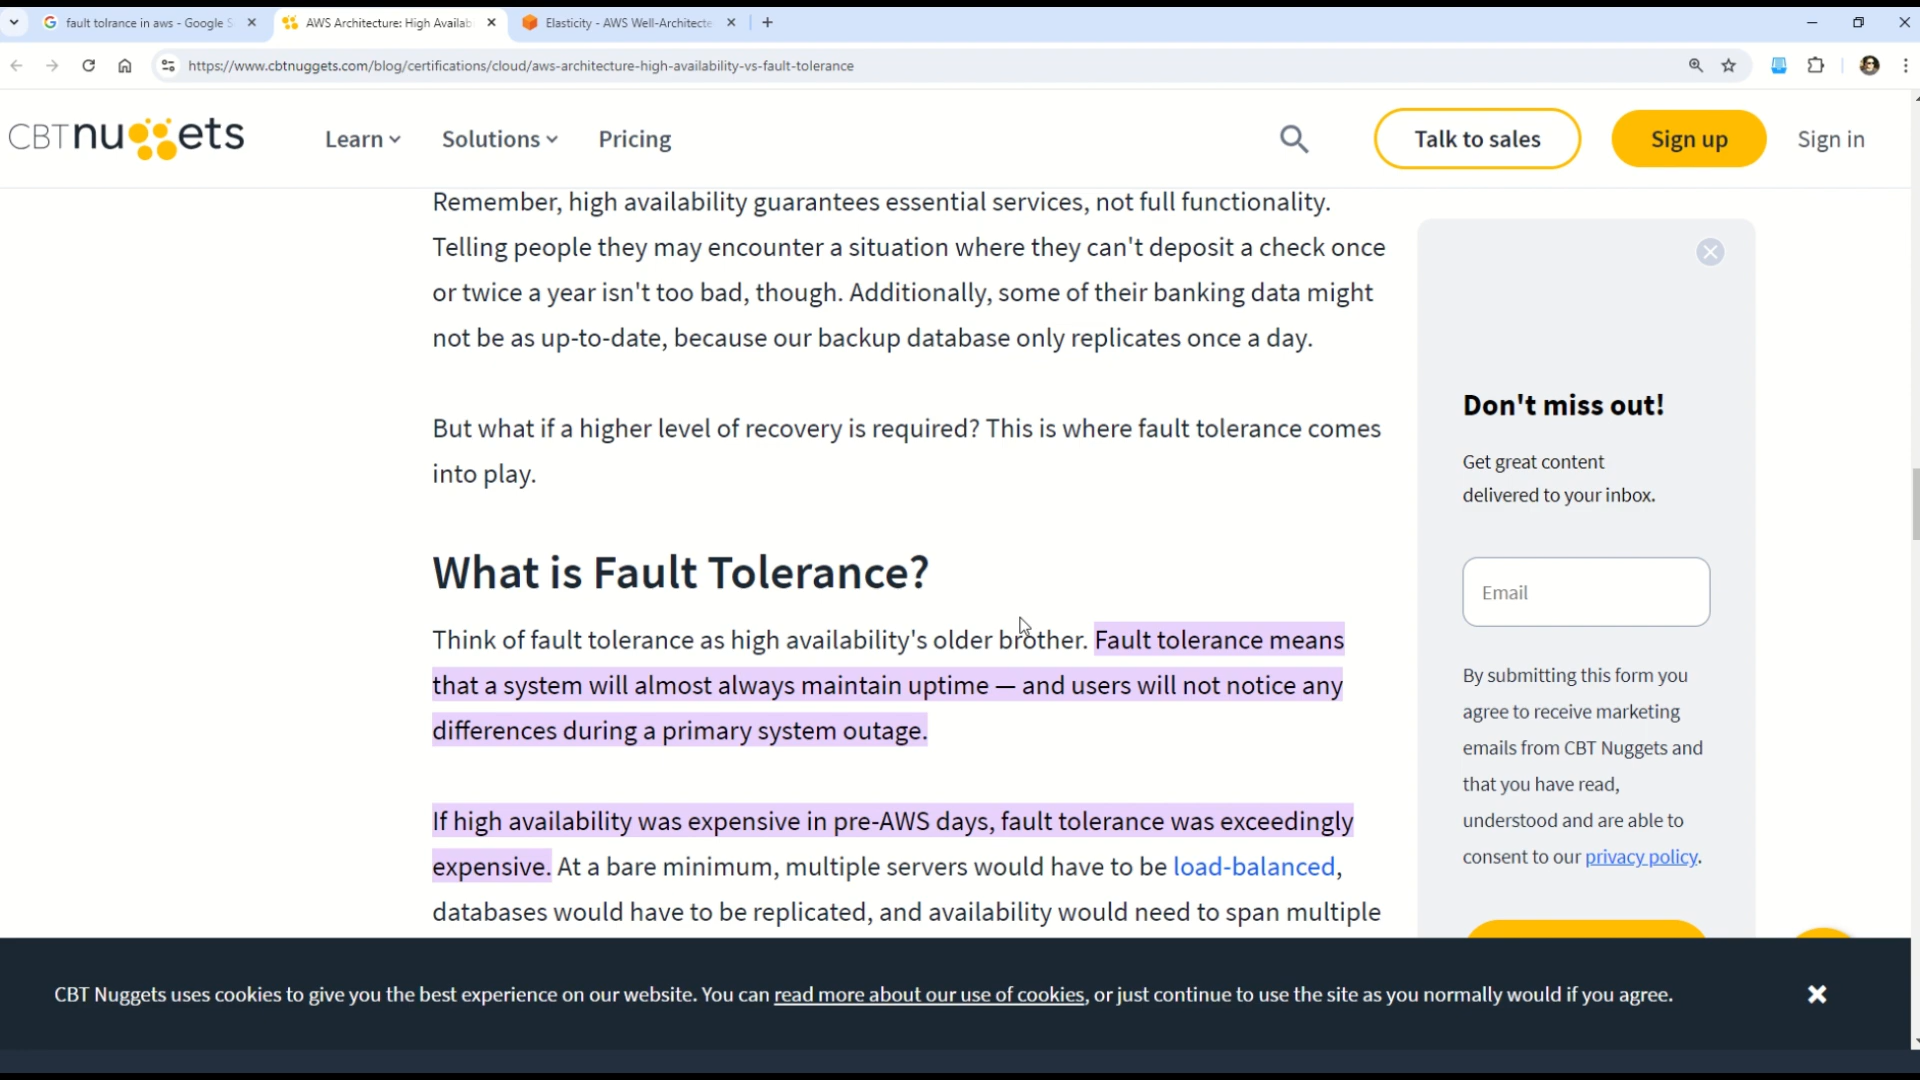 fault tolrance in aws - Google S
AWS Architecture: High Availab
Elasticity - AWS Well-Architecte
https://www.cbtnuggets.com/blog/certifications/cloud/aws-architecture-high-availability-vs-fault-tolerance
CBTnuggets
Learn
Solutions
Pricing
Talk to sales
Sign up
Sign in
Remember, high availability guarantees essential services, not full functionality.
Telling people they may encounter a situation where they can't deposit a check once
or twice a year isn't too bad, though. Additionally, some of their banking data might
not be as up-to-date, because our backup database only replicates once a day.
But what if a higher level of recovery is required? This is where fault tolerance comes
into play.
What is Fault Tolerance?
Think of fault tolerance as high availability's older brother. Fault tolerance means
that a system will almost always maintain uptime — and users will not notice any
differences during a primary system outage.
If high availability was expensive in pre-AWS days, fault tolerance was exceedingly
expensive. At a bare minimum, multiple servers would have to be load-balanced,
databases would have to be replicated, and availability would need to span multiple
Don't miss out!
Get great content
delivered to your inbox.
Email
By submitting this form you
agree to receive marketing
emails from CBT Nuggets and
that you have read,
understood and are able to
consent to our privacy policy.
CBT Nuggets uses cookies to give you the best experience on our website. You can read more about our use of cookies, or just continue to use the site as you normally would if you agree.